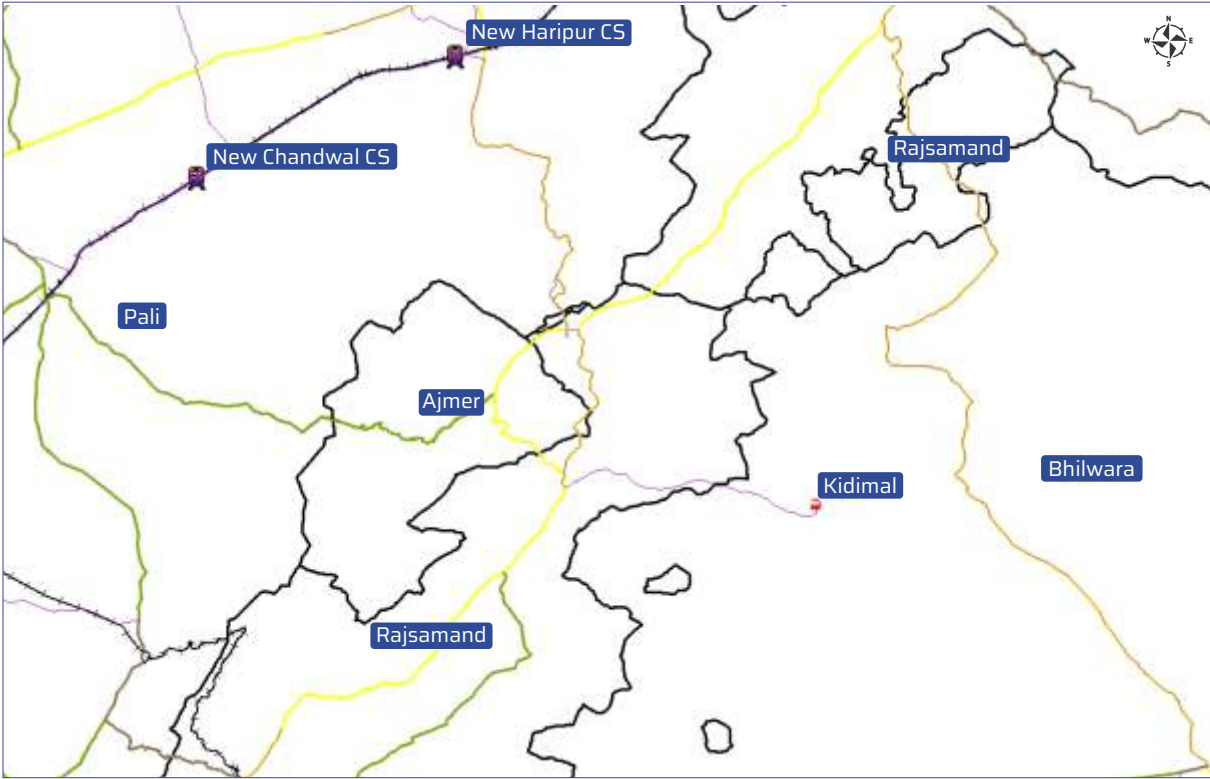 New Haripur CS
N
W
E
S
New Chandwal CS
Rajsamand
Pali
Ajmer
Bhilwara
Kidimal
Rajsamand